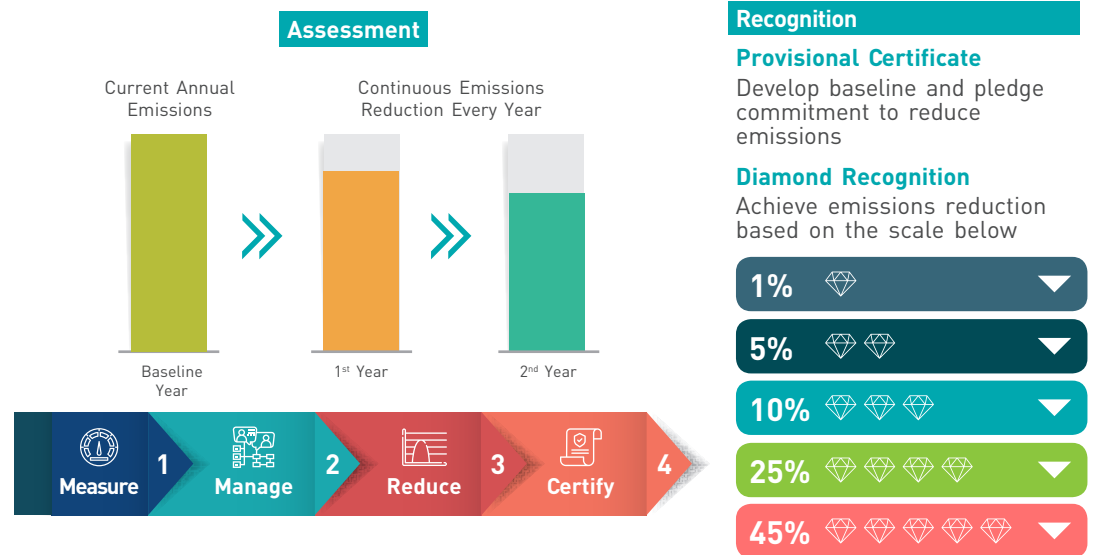 Assessment
Current Annual
Emissions
Continuous Emissions
Reduction Every Year
Baseline
Year
1st Year
2nd Year
Measure
1
Manage
2
Reduce
3
Certify
4
Recognition
Provisional Certificate
Develop baseline and pledge
commitment to reduce
emissions
Diamond Recognition
Achieve emissions reduction
based on the scale below
1%
5%
10%
25%
45%